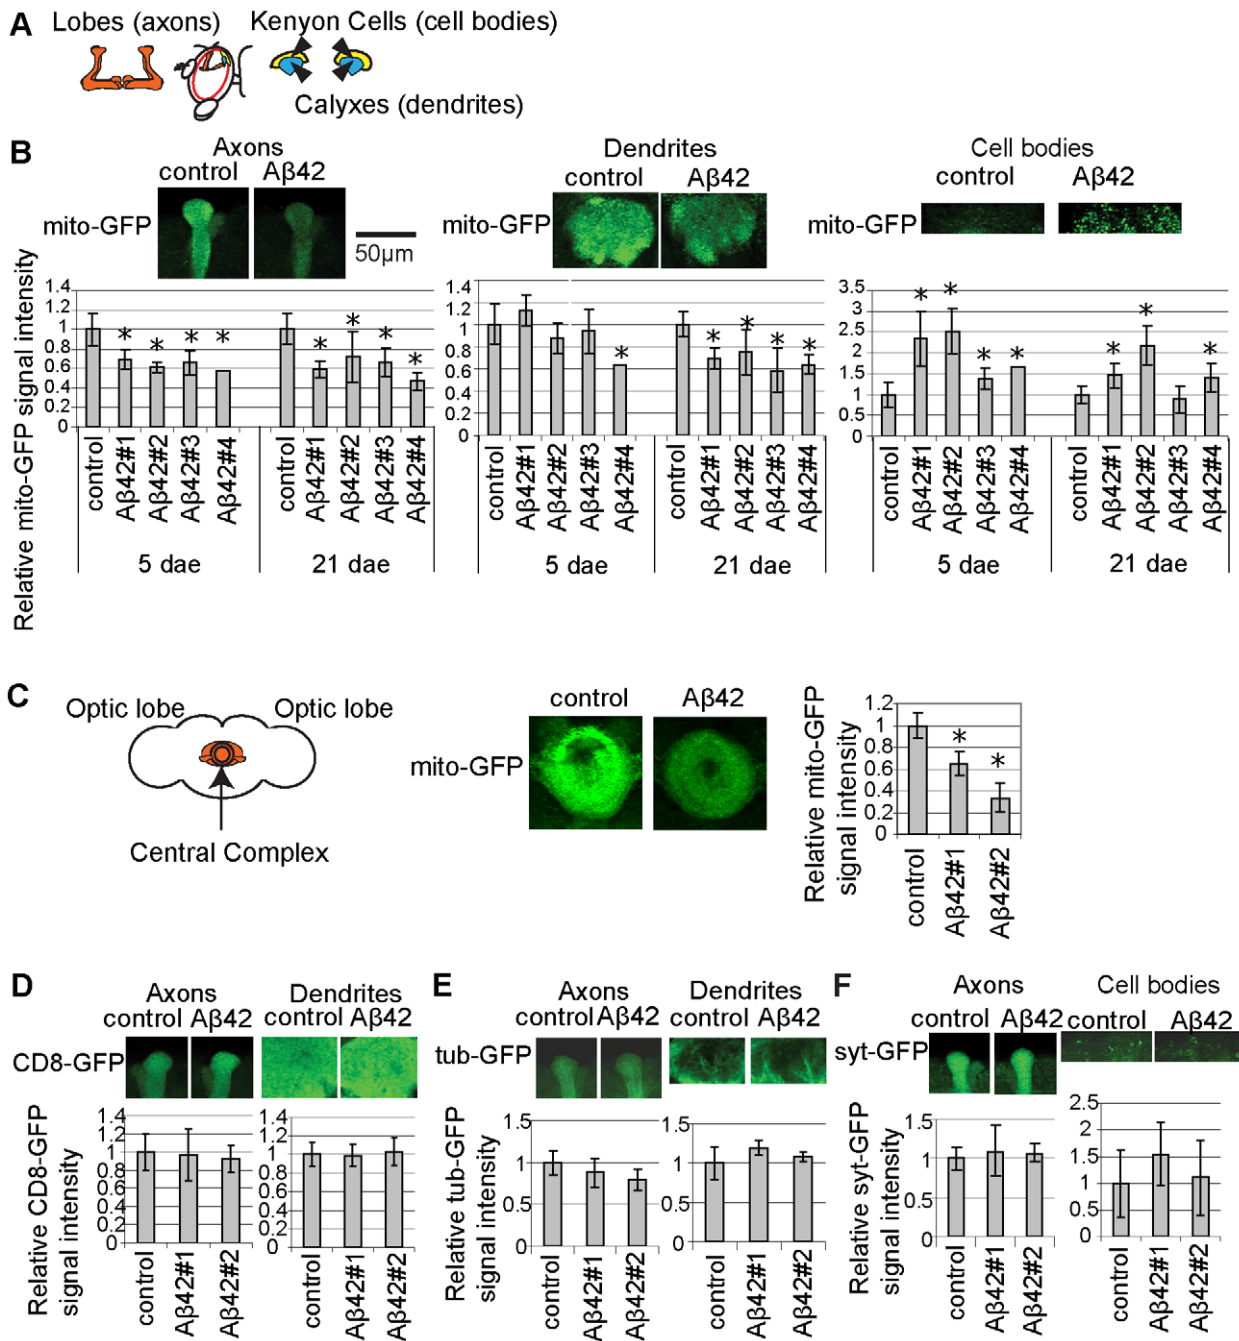 A
Lobes (axons) Kenyon Cells (cell bodies)
Calyxes (dendrites)
B
Axons
control Aβ42
mito-GFP
50µm
Dendrites
control Aβ42
mito-GFP
Cell bodies
control Aβ42
mito-GFP
Relative mito-GFP signal intensity
1.4
1.2
1
0.8
0.6
0.4
0.2
0
* * * * * * * *
control Aβ42#1 Aβ42#2 Aβ42#3 Aβ42#4 control Aβ42#1 Aβ42#2 Aβ42#3 Aβ42#4
5 dae 21 dae
1.4
1.2
1
0.8
0.6
0.4
0.2
0
* * * * *
control Aβ42#1 Aβ42#2 Aβ42#3 Aβ42#4 control Aβ42#1 Aβ42#2 Aβ42#3 Aβ42#4
5 dae 21 dae
3.5
3
2.5
2
1.5
1
0.5
0
* * * * * * *
control Aβ42#1 Aβ42#2 Aβ42#3 Aβ42#4 control Aβ42#1 Aβ42#2 Aβ42#3 Aβ42#4
5 dae 21 dae
C
Optic lobe Optic lobe
Central Complex
control Aβ42
mito-GFP
Relative mito-GFP
signal intensity
1.2
1
0.8
0.6
0.4
0.2
0
* *
control Aβ42#1 Aβ42#2
D
Axons Dendrites
control Aβ42 control Aβ42
CD8-GFP
Relative CD8-GFP
signal intensity
1.4
1.2
1
0.8
0.6
0.4
0.2
0
control Aβ42#1 Aβ42#2
1.4
1.2
1
0.8
0.6
0.4
0.2
0
control Aβ42#1 Aβ42#2
E
Axons Dendrites
control Aβ42 control Aβ42
tub-GFP
Relative tub-GFP
signal intensity
1.5
1
0.5
0
control Aβ42#1 Aβ42#2
1.5
1
0.5
0
control Aβ42#1 Aβ42#2
F
Axons Cell bodies
control Aβ42 control Aβ42
syt-GFP
Relative syt-GFP
signal intensity
1.5
1
0.5
0
control Aβ42#1 Aβ42#2
2.5
2
1.5
1
0.5
0
control Aβ42#1 Aβ42#2